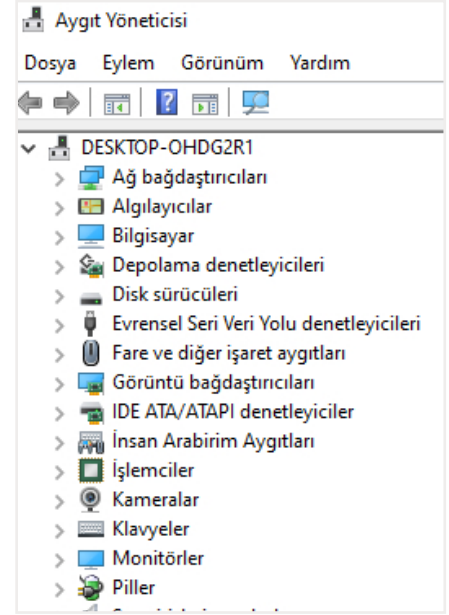 Aygıt Yöneticisi
Dosya Eylem Görünüm Yardım
DESKTOP-OHDG2R1
Ağ bağdaştırıcıları
Algılayıcılar
Bilgisayar
Depolama denetleyicileri
Disk sürücüleri
Evrensel Seri Veri Yolu denetleyicileri
Fare ve diğer işaret aygıtları
Görüntü bağdaştırıcıları
IDE ATA/ATAPI denetleyiciler
İnsan Arabirim Aygıtları
İşlemciler
Kameralar
Klavyeler
Monitörler
Piller